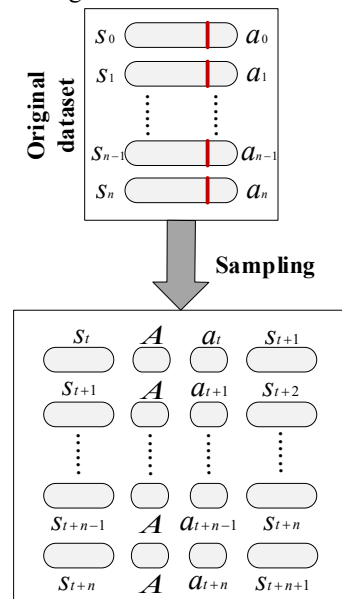 Original dataset
s0 a0
s1 a1
sn-1 an-1
sn an
Sampling
st A at st+1
st+1 A at+1 st+2
st+n-1 A at+n-1 st+n
st+n A at+n st+n+1